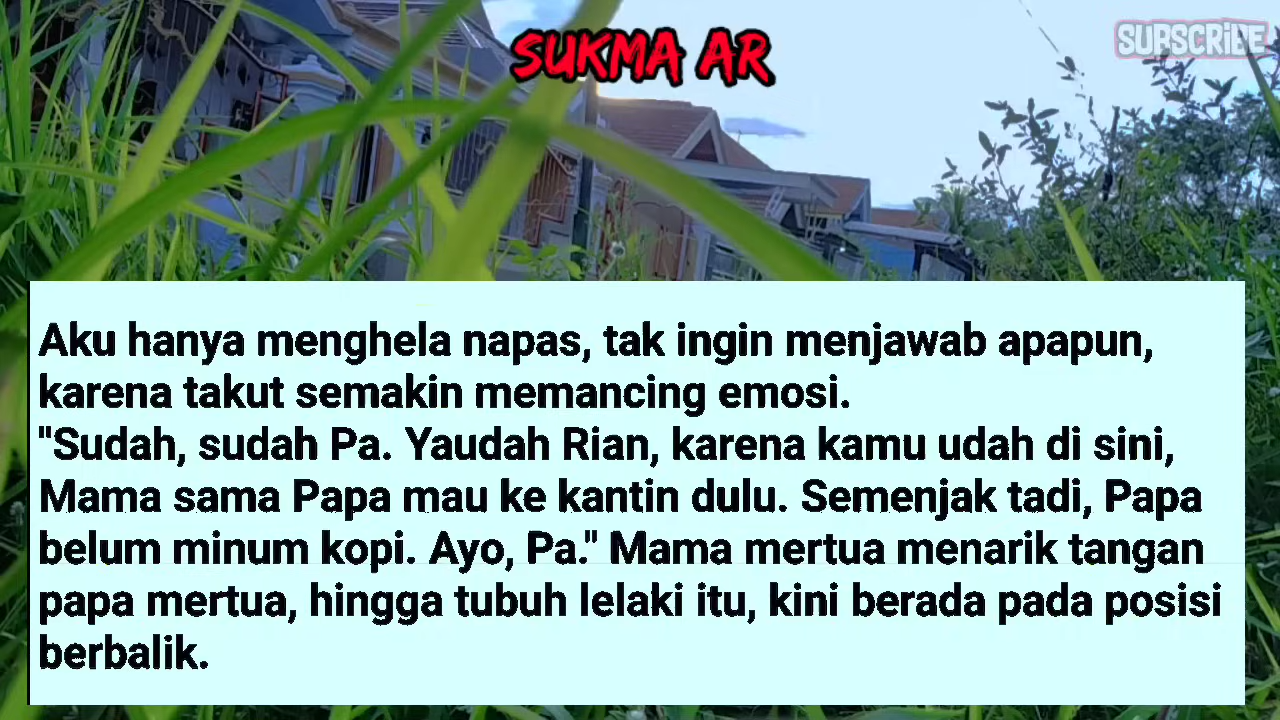 SUKMA AR
SUBSCRIBE
Aku hanya menghela napas, tak ingin menjawab apapun,
karena takut semakin memancing emosi.
"Sudah, sudah Pa. Yaudah Rian, karena kamu udah di sini,
Mama sama Papa mau ke kantin dulu. Semenjak tadi, Papa
belum minum kopi. Ayo, Pa." Mama mertua menarik tangan
papa mertua, hingga tubuh lelaki itu, kini berada pada posisi
berbalik.